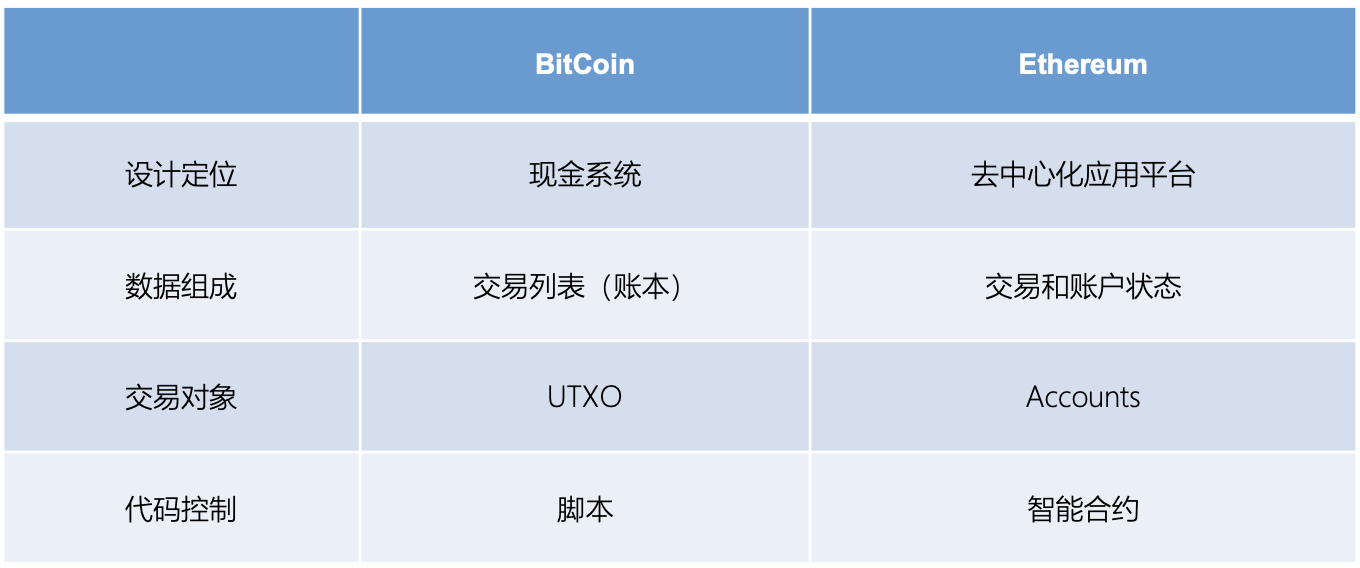 BitCoin Ethereum
设计定位 现金系统 去中心化应用平台
数据组成 交易列表（账本） 交易和账户状态
交易对象 UTXO Accounts
代码控制 脚本 智能合约